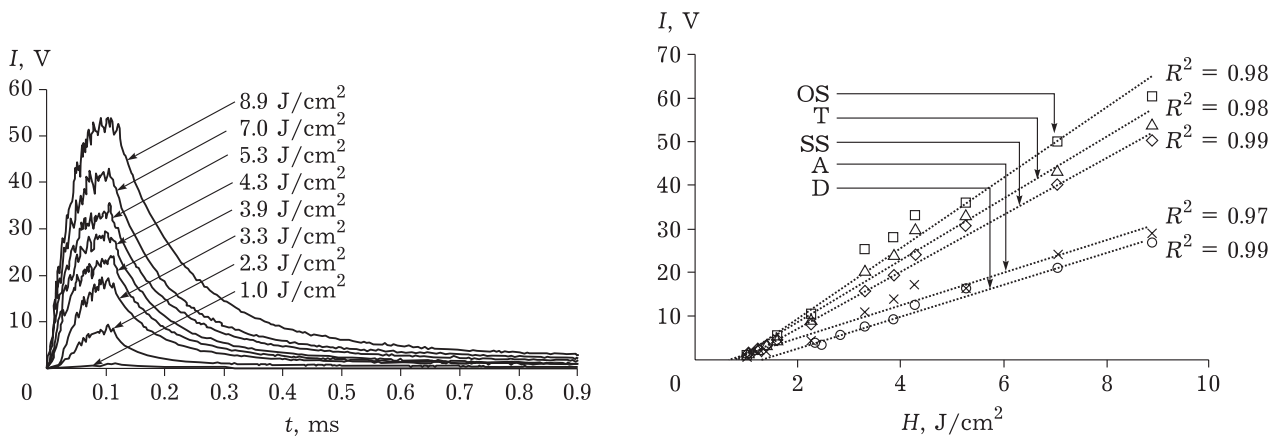 I, V
60
50
40
30
20
10
0
0.1
0.2
0.3
0.4
0.5
0.6
0.7
0.8
0.9
t, ms
8.9 J/cm²
7.0 J/cm²
5.3 J/cm²
4.3 J/cm²
3.9 J/cm²
3.3 J/cm²
2.3 J/cm²
1.0 J/cm²
I, V
70
60
50
40
30
20
10
0
2
4
6
8
10
H, J/cm²
OS
T
SS
A
D
R² = 0.98
R² = 0.98
R² = 0.99
R² = 0.97
R² = 0.99